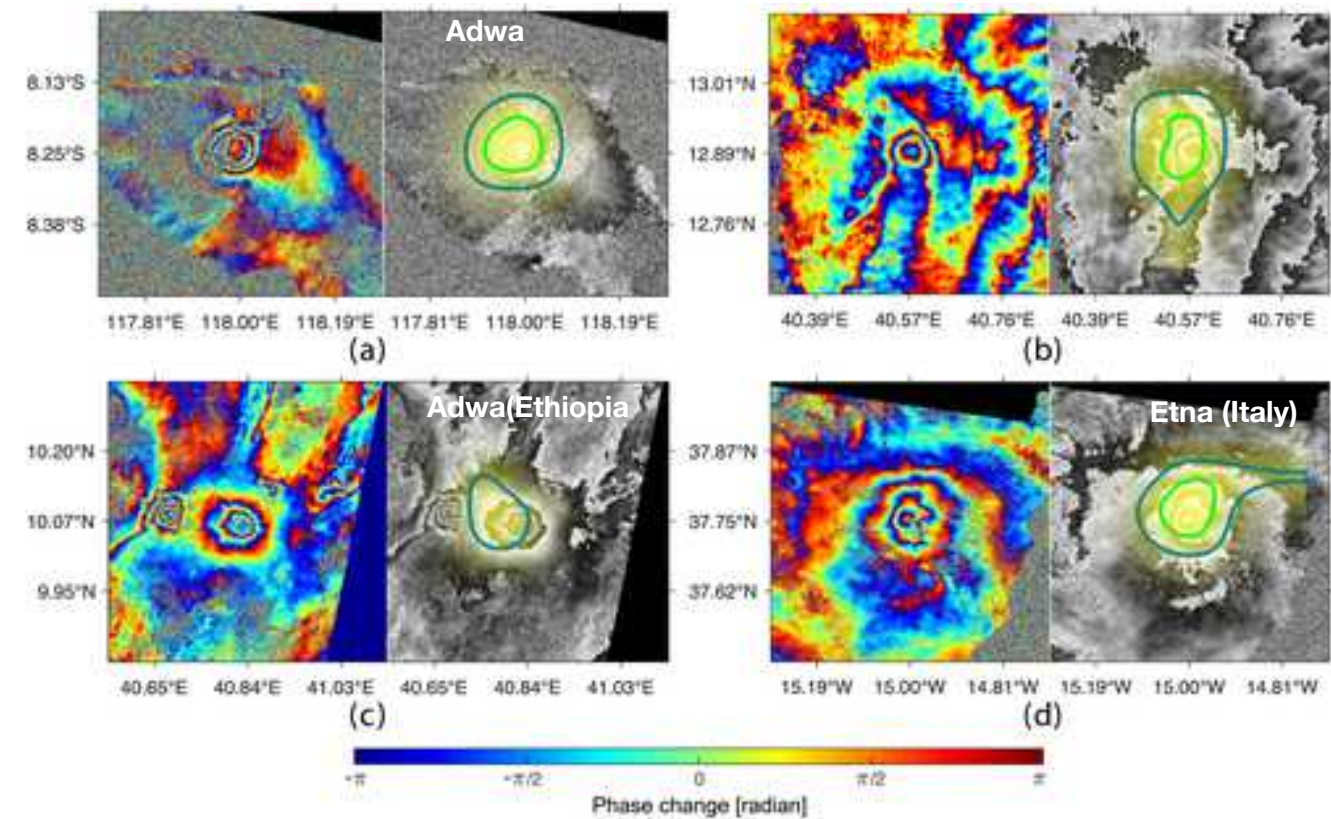 Adwa
8.13°S
8.25°S
8.38°S
117.81°E 118.00°E 118.19°E 117.81°E 118.00°E 118.19°E
(a)
13.01°N
12.89°N
12.76°N
40.39°E 40.57°E 40.76°E 40.39°E 40.57°E 40.76°E
(b)
Adwa(Ethiopia
10.20°N
10.07°N
9.95°N
40.65°E 40.84°E 41.03°E 40.65°E 40.84°E 41.03°E
(c)
Etna (Italy)
37.87°N
37.75°N
37.62°N
15.19°W 15.00°W 14.81°W 15.19°W 15.00°W 14.81°W
(d)
-π -π/2 0 π/2 π
Phase change [radian]